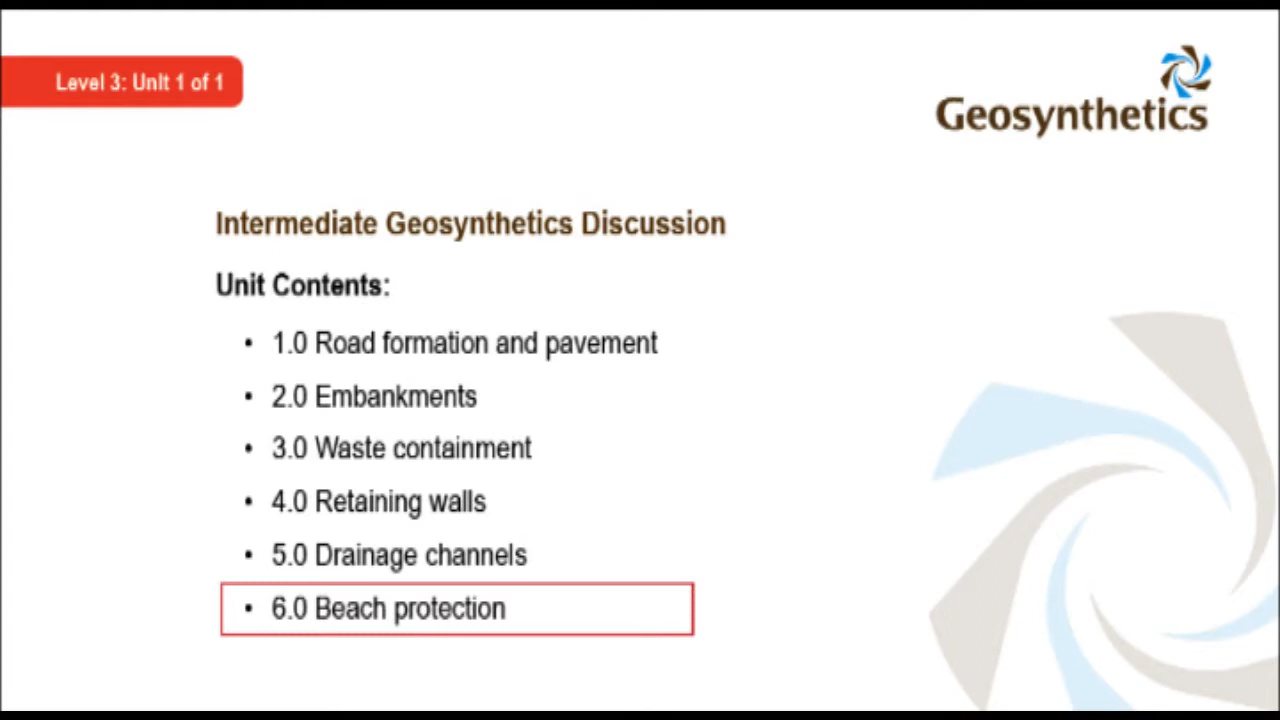 Level 3: Unit 1 of 1
Geosynthetics
Intermediate Geosynthetics Discussion
Unit Contents:
• 1.0 Road formation and pavement
• 2.0 Embankments
• 3.0 Waste containment
• 4.0 Retaining walls
• 5.0 Drainage channels
• 6.0 Beach protection